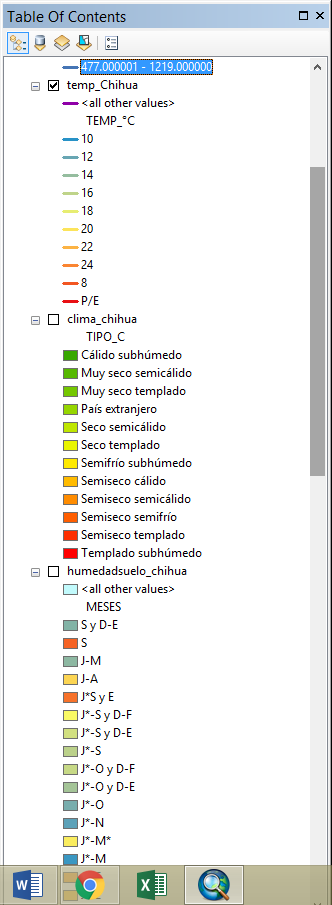 Table Of Contents
477.000001 - 1219.000000
temp_Chihua
<all other values>
TEMP_°C
10
12
14
16
18
20
22
24
8
P/E
clima_chihua
TIPO_C
Cálido subhúmedo
Muy seco semicálido
Muy seco templado
País extranjero
Seco semicálido
Seco templado
Semifrío subhúmedo
Semiseco cálido
Semiseco semicálido
Semiseco semifrío
Semiseco templado
Templado subhúmedo
humedadsuelo_chihua
<all other values>
MESES
S y D-E
S
J-M
J-A
J*S y E
J*-S y D-F
J*-S y D-E
J*-S
J*-O y D-F
J*-O y D-E
J*-O
J*-N
J*-M*
J*-M